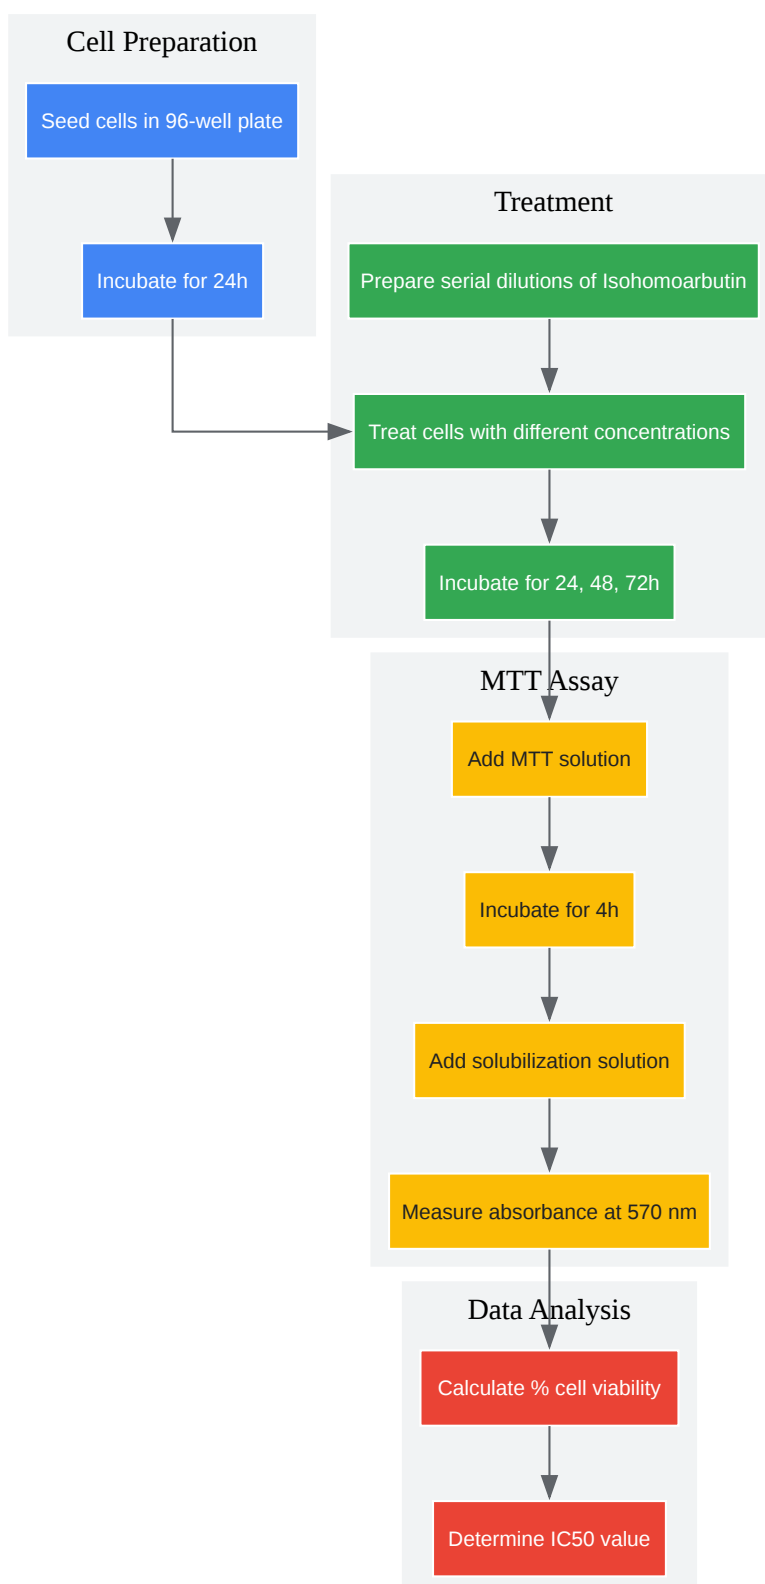 Cell Preparation
Seed cells in 96-well plate
Incubate for 24h
Treatment
Prepare serial dilutions of Isohomoarbutin
Treat cells with different concentrations
Incubate for 24, 48, 72h
MTT Assay
Add MTT solution
Incubate for 4h
Add solubilization solution
Measure absorbance at 570 nm
Data Analysis
Calculate % cell viability
Determine IC50 value